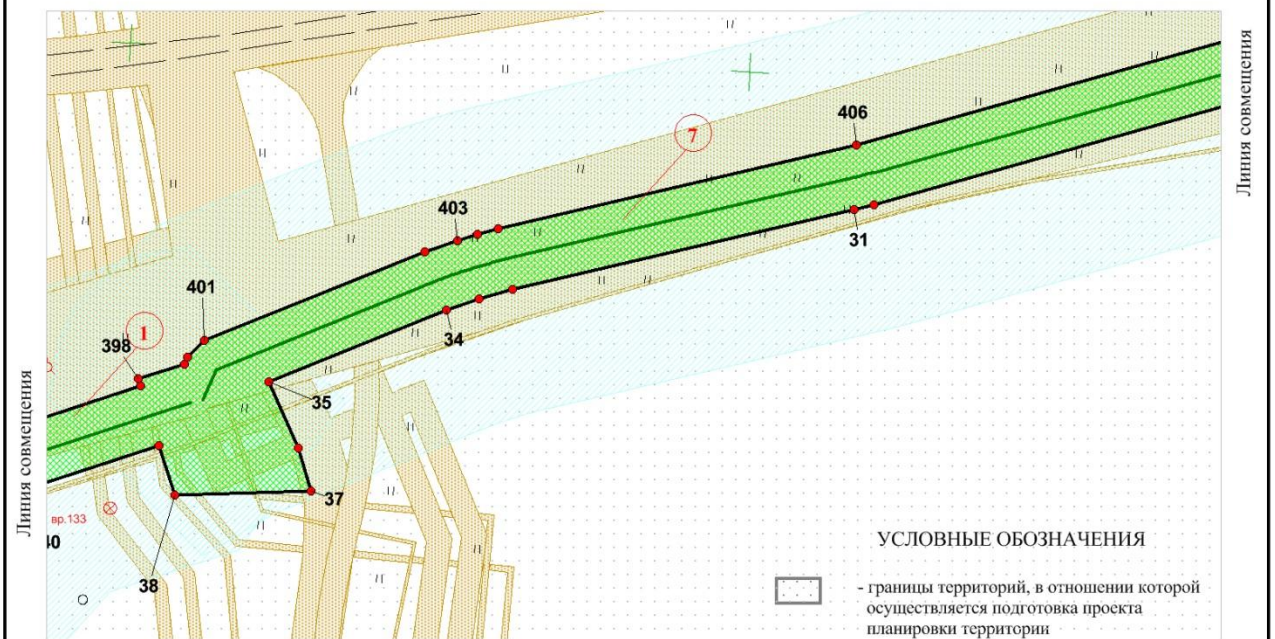 406
7
403
31
401
1
398
34
35
37
вр.133
40
38
Линия совмещения
Линия совмещения
УСЛОВНЫЕ ОБОЗНАЧЕНИЯ
- границы территорий, в отношении которой
осуществляется подготовка проекта
планировки территории